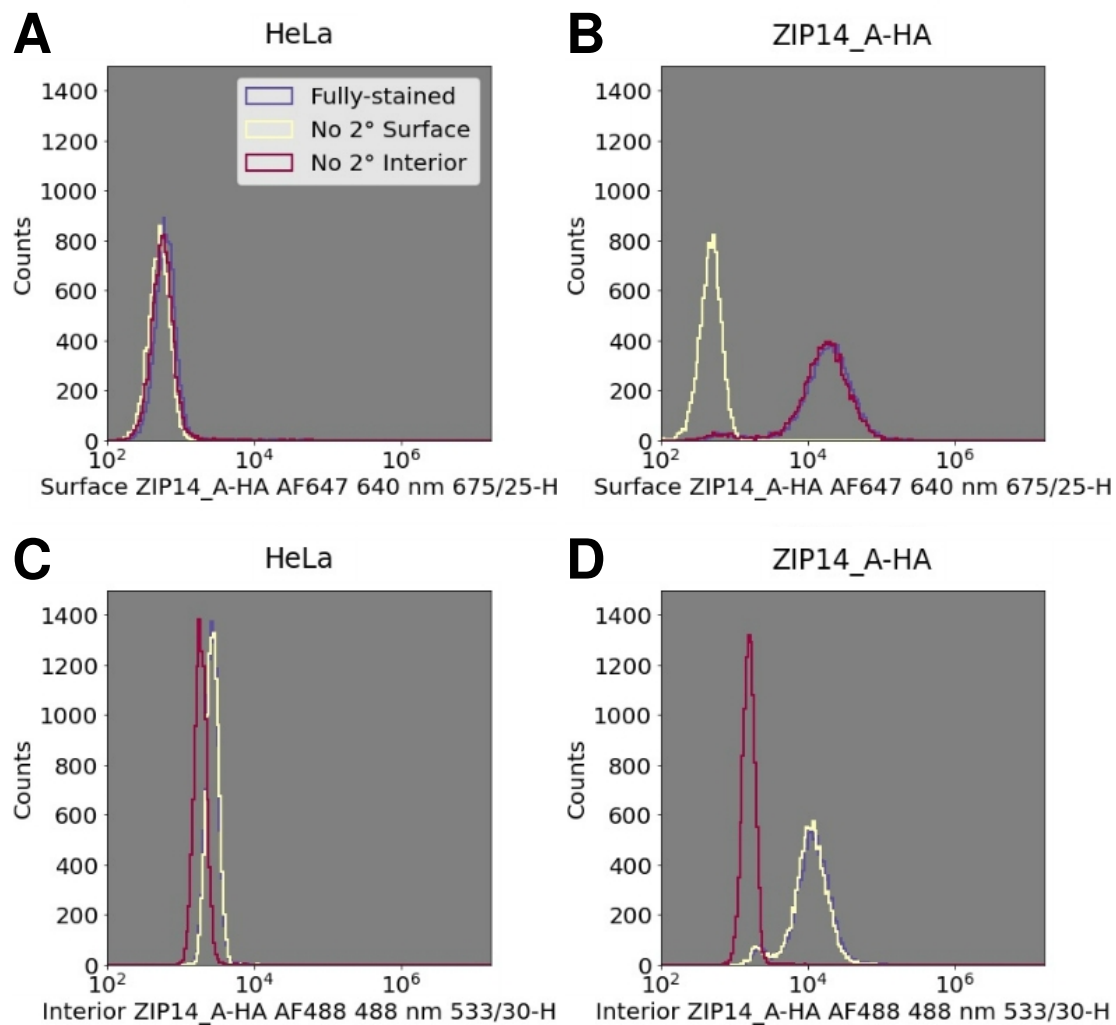 A
HeLa
1400
1200
1000
800
600
400
200
0
Counts
Fully-stained
No 2° Surface
No 2° Interior
10²
10⁴
10⁶
Surface ZIP14_A-HA AF647 640 nm 675/25-H
B
ZIP14_A-HA
1400
1200
1000
800
600
400
200
0
Counts
10²
10⁴
10⁶
Surface ZIP14_A-HA AF647 640 nm 675/25-H
C
HeLa
1400
1200
1000
800
600
400
200
0
Counts
10²
10⁴
10⁶
Interior ZIP14_A-HA AF488 488 nm 533/30-H
D
ZIP14_A-HA
1400
1200
1000
800
600
400
200
0
Counts
10²
10⁴
10⁶
Interior ZIP14_A-HA AF488 488 nm 533/30-H